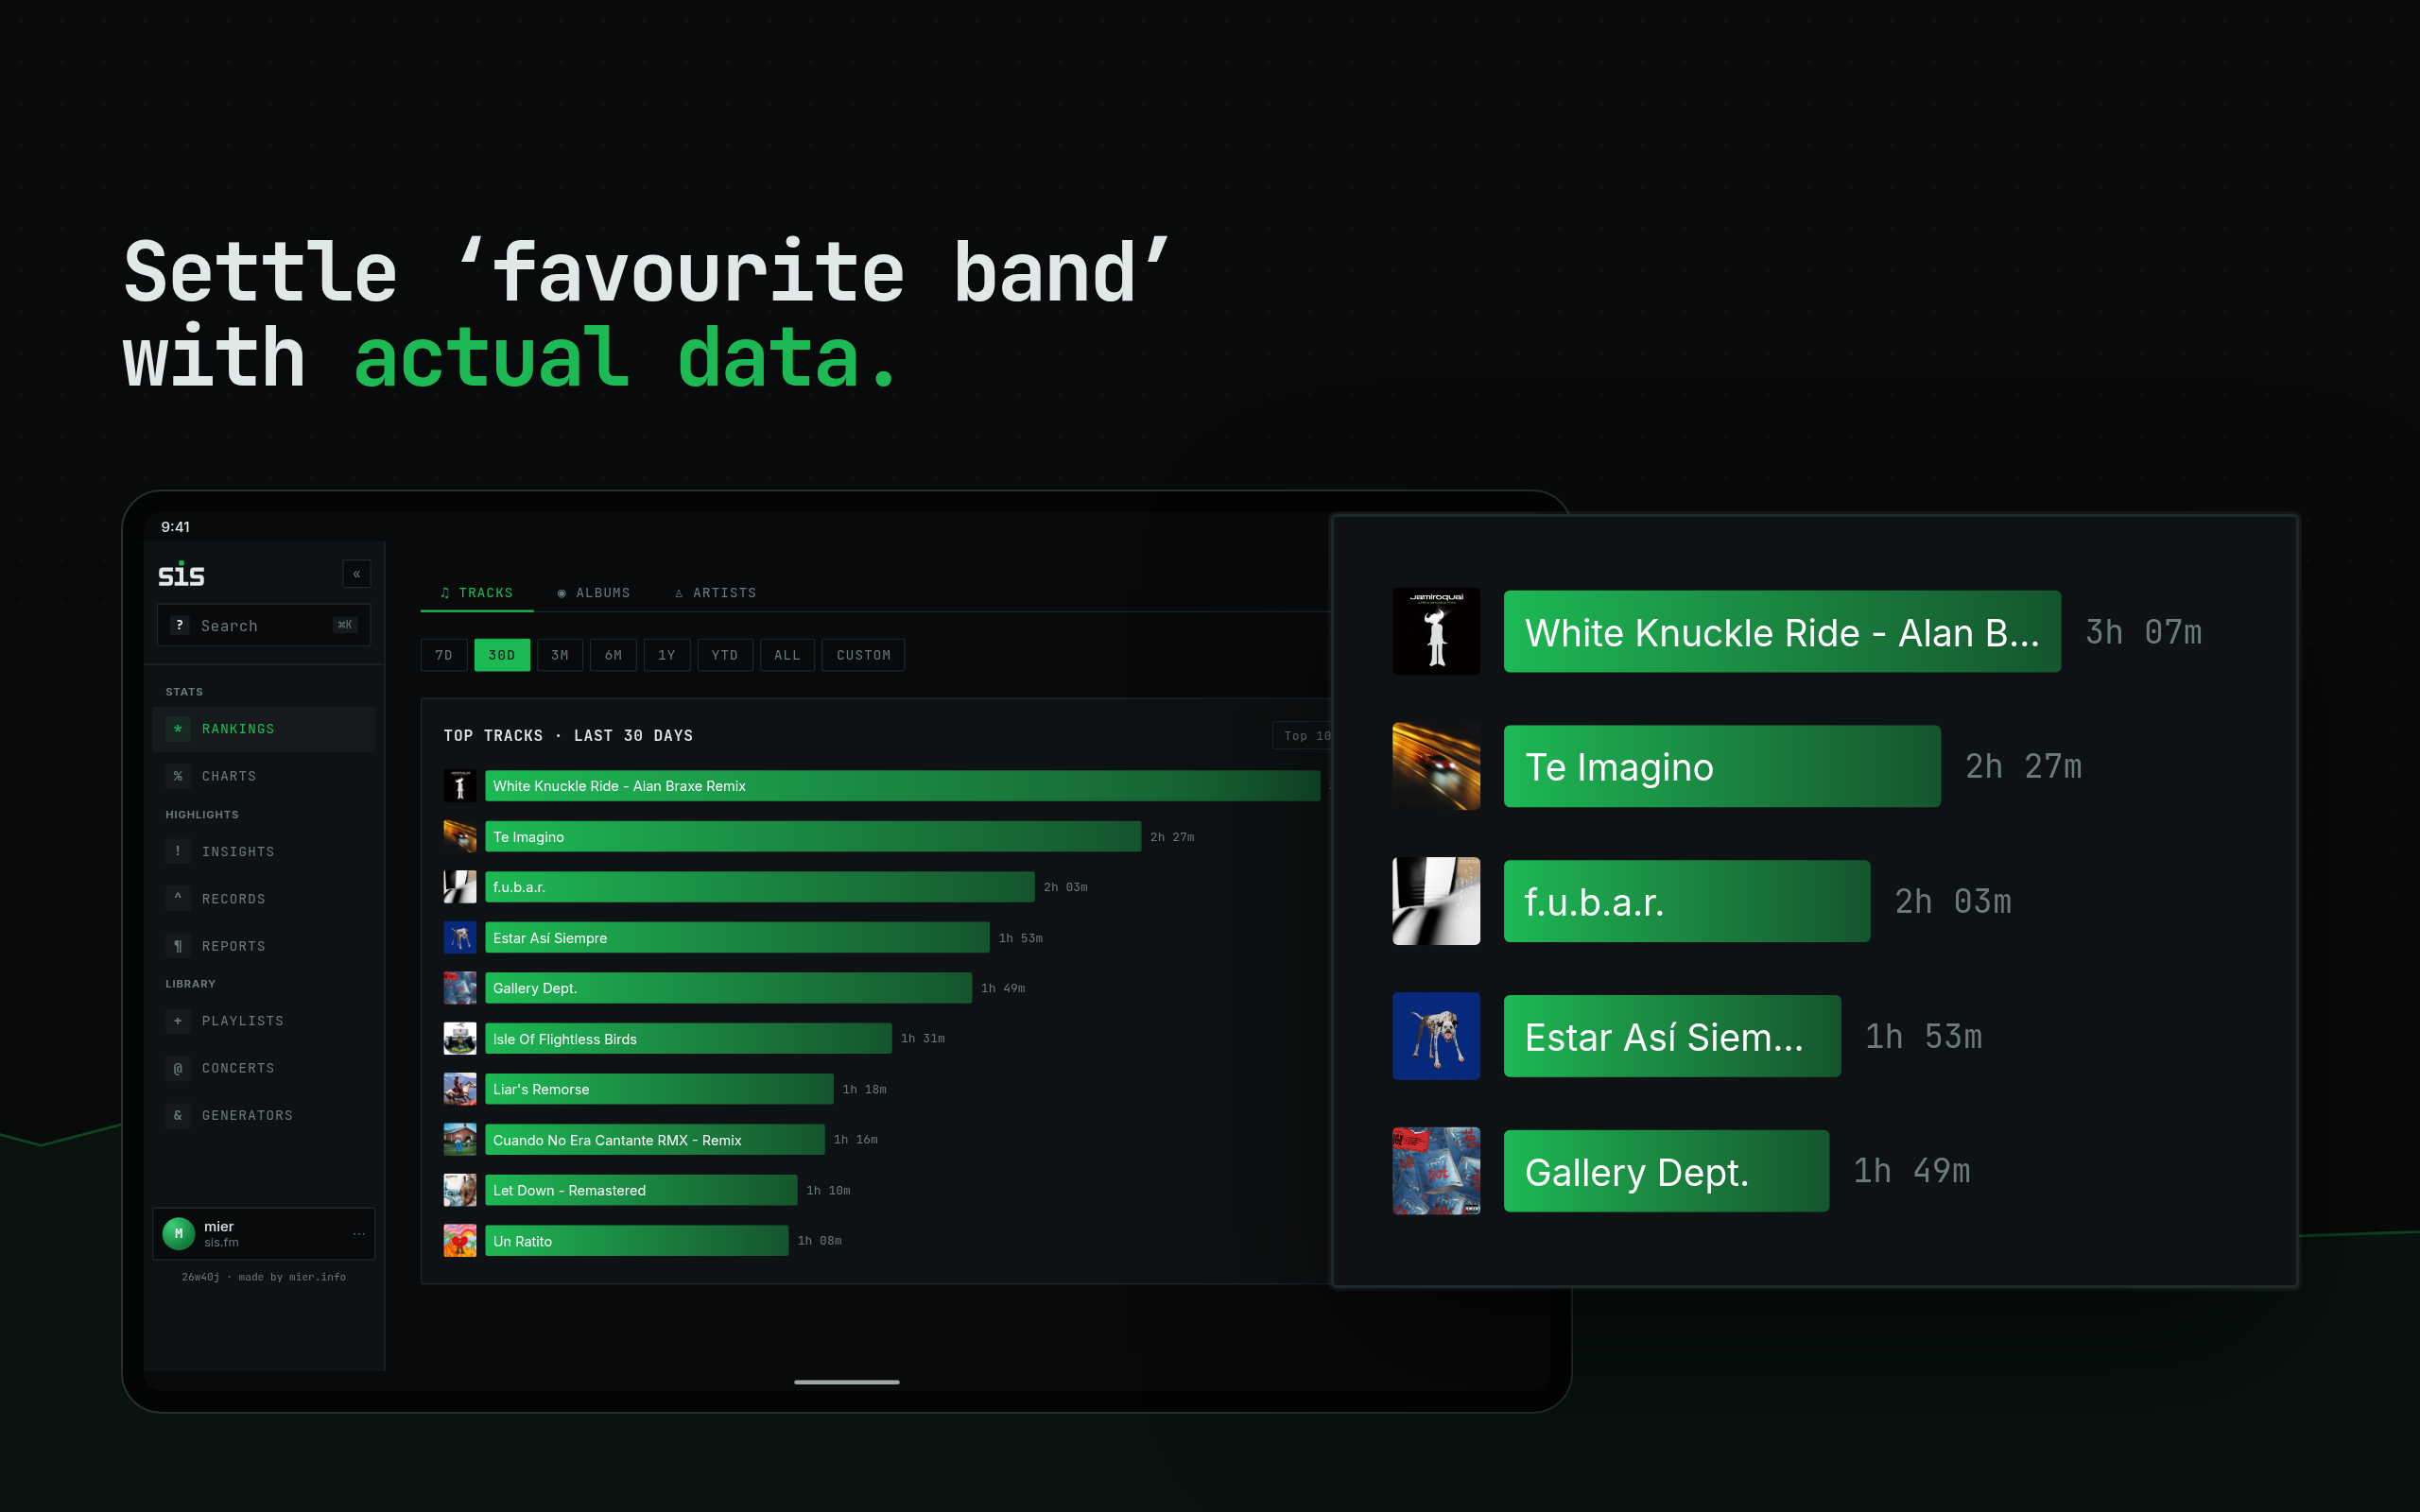 Settle ‘favourite band’
with actual data.
9:41
sis
«
? Search ⌘K
STATS
* RANKINGS
% CHARTS
HIGHLIGHTS
! INSIGHTS
^ RECORDS
¶ REPORTS
LIBRARY
+ PLAYLISTS
@ CONCERTS
& GENERATORS
M mier
sis.fm
...
26w40j · made by mier.info
♫ TRACKS ◉ ALBUMS ♙ ARTISTS
7D 30D 3M 6M 1Y YTD ALL CUSTOM
TOP TRACKS · LAST 30 DAYS Top 10
White Knuckle Ride - Alan Braxe Remix
Te Imagino 2h 27m
f.u.b.a.r. 2h 03m
Estar Así Siempre 1h 53m
Gallery Dept. 1h 49m
Isle Of Flightless Birds 1h 31m
Liar's Remorse 1h 18m
Cuando No Era Cantante RMX - Remix 1h 16m
Let Down - Remastered 1h 10m
Un Ratito 1h 08m
Jamiroquai
White Knuckle Ride - Alan B... 3h 07m
Te Imagino 2h 27m
f.u.b.a.r. 2h 03m
Estar Así Siem... 1h 53m
Gallery Dept. 1h 49m